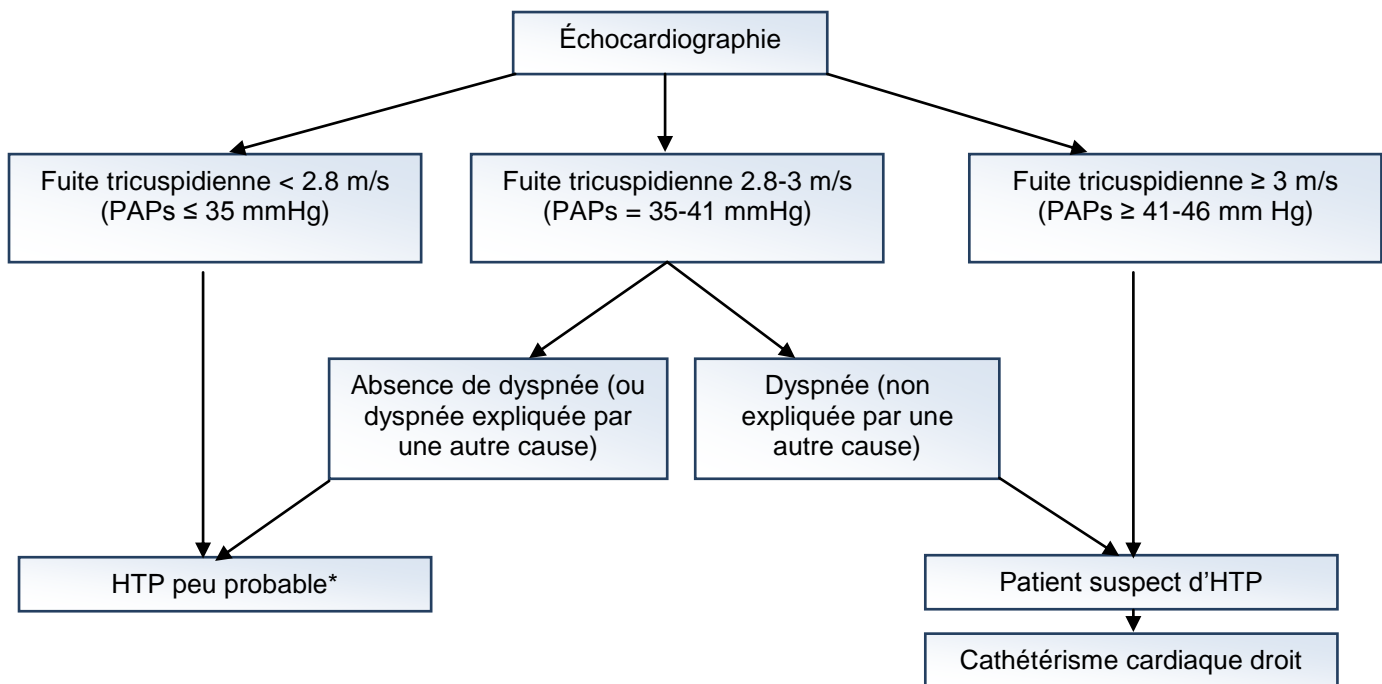 Échocardiographie
Fuite tricuspidienne < 2.8 m/s
(PAPs ≤ 35 mmHg)
Fuite tricuspidienne 2.8-3 m/s
(PAPs = 35-41 mmHg)
Fuite tricuspidienne ≥ 3 m/s
(PAPs ≥ 41-46 mm Hg)
Absence de dyspnée (ou
dyspnée expliquée par
une autre cause)
Dyspnée (non
expliquée par une
autre cause)
HTP peu probable*
Patient suspect d’HTP
Cathétérisme cardiaque droit